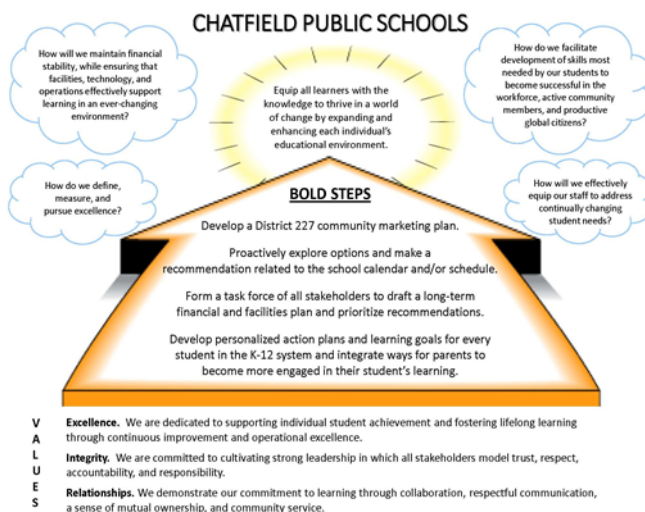 CHATFIELD PUBLIC SCHOOLS
How will we maintain financial
stability, while ensuring that
facilities, technology, and
operations effectively support
learning in an ever-changing
environment?
How do we facilitate
development of skills most
needed by our students to
become successful in the
workforce, active community
members, and productive
global citizens?
Equip all learners with the
knowledge to thrive in a world
of change by expanding and
enhancing each individual's
educational environment.
How do we define,
measure, and
pursue excellence?
How will we effectively
equip our staff to address
continually changing
student needs?
BOLD STEPS
Develop a District 227 community marketing plan.
Proactively explore options and make a
recommendation related to the school calendar and/or schedule.
Form a task force of all stakeholders to draft a long-term
financial and facilities plan and prioritize recommendations.
Develop personalized action plans and learning goals for every
student in the K-12 system and integrate ways for parents to
become more engaged in their student's learning.
V
A
L
U
E
S
Excellence. We are dedicated to supporting individual student achievement and fostering lifelong learning
through continuous improvement and operational excellence.
Integrity. We are committed to cultivating strong leadership in which all stakeholders model trust, respect,
accountability, and responsibility.
Relationships. We demonstrate our commitment to learning through collaboration, respectful communication,
a sense of mutual ownership, and community service.